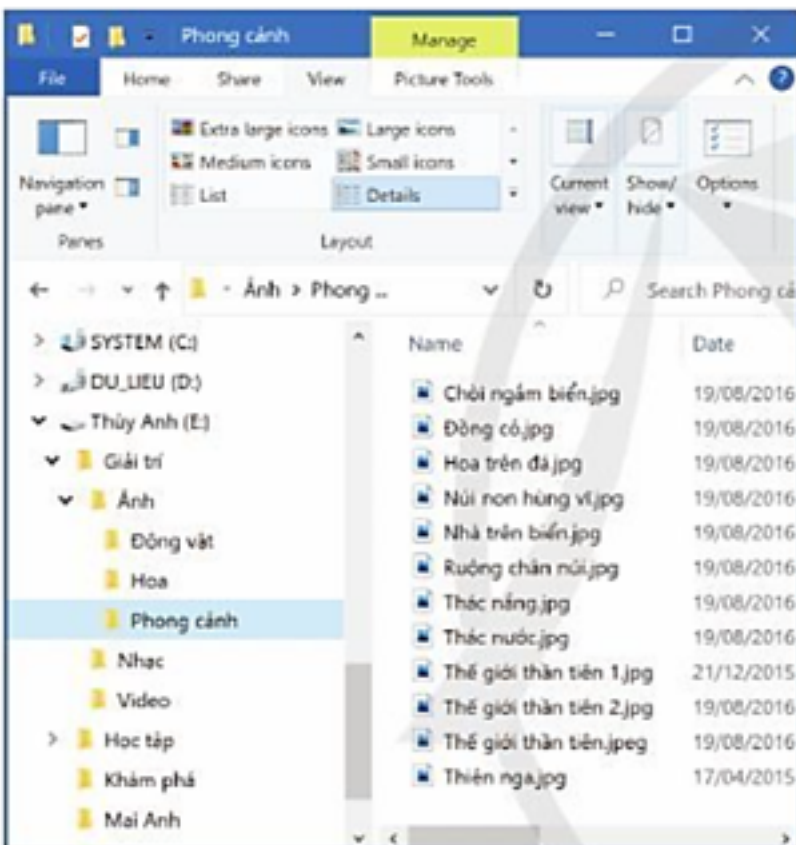 Phong cảnh Manage
File Home Share View Picture Tools
Extra large icons Large icons
Medium icons Small icons
List Details
Navigation pane
Current view
Show/ hide
Options
Panes Layout
Ảnh > Phong ..
Search Phong cả
SYSTEM (C:)
DU_LIEU (D:)
Thùy Anh (E:)
Giải trí
Ảnh
Động vật
Hoa
Phong cảnh
Nhạc
Video
Học tập
Khám phá
Mai Anh
Name Date
Chòi ngắm biển.jpg 19/08/2016
Đồng cỏ.jpg 19/08/2016
Hoa trên đá.jpg 19/08/2016
Núi non hùng vĩ.jpg 19/08/2016
Nhà trên biển.jpg 19/08/2016
Ruộng chân núi.jpg 19/08/2016
Thác nắng.jpg 19/08/2016
Thác nước.jpg 19/08/2016
Thế giới thần tiên 1.jpg 21/12/2015
Thế giới thần tiên 2.jpg 19/08/2016
Thế giới thần tiên.jpeg 19/08/2016
Thiên nga.jpg 17/04/2015